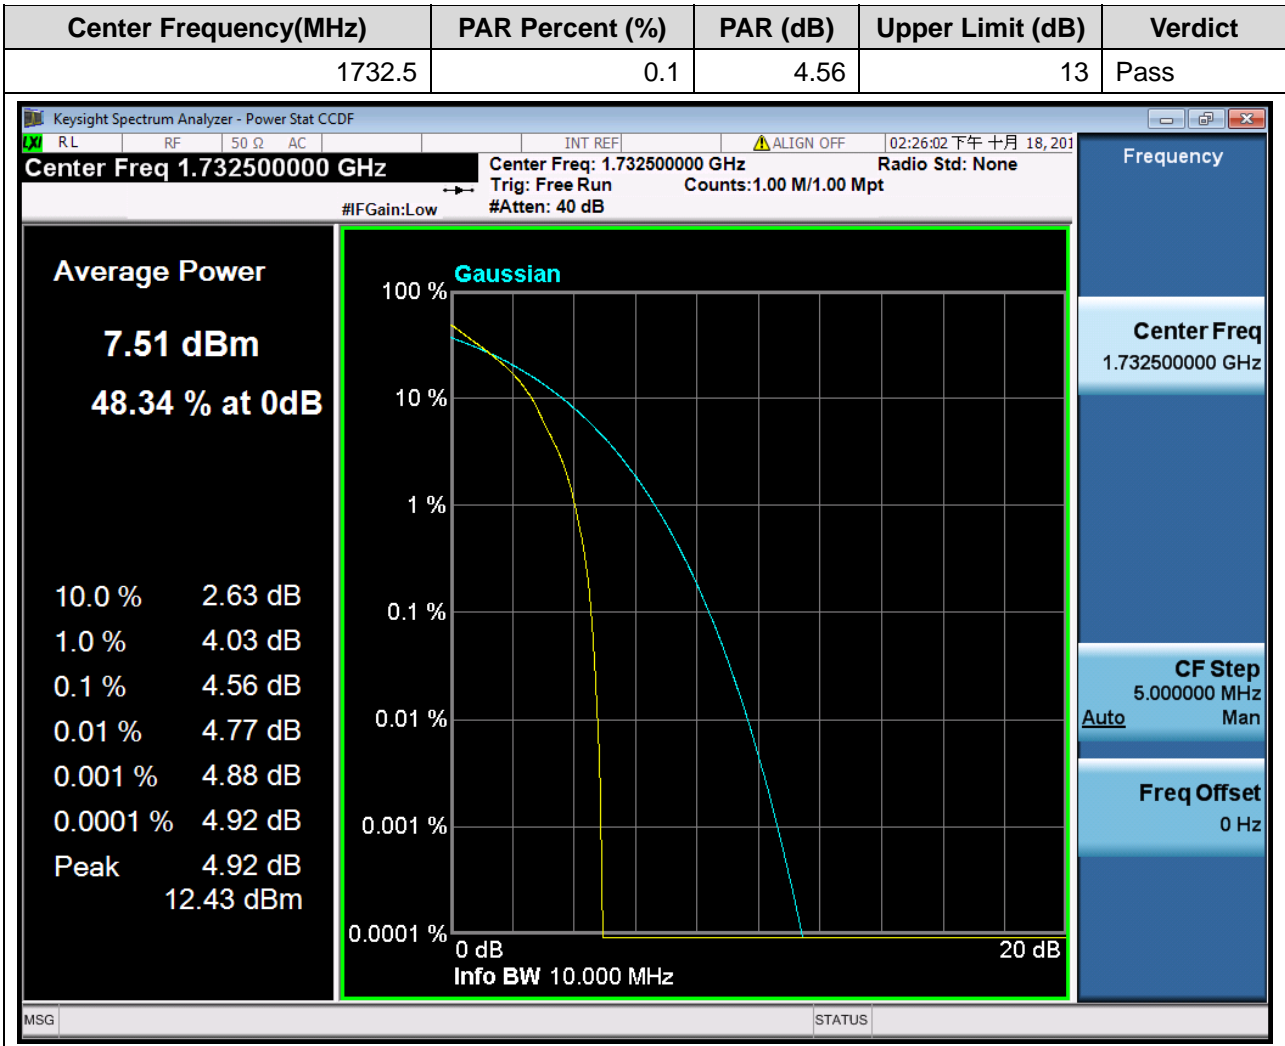 Center Frequency(MHz) PAR Percent (%) PAR (dB) Upper Limit (dB) Verdict
1732.5 0.1 4.56 13 Pass
Keysight Spectrum Analyzer - Power Stat CCDF
LXI RL RF 50 Ω AC INT REF ALIGN OFF 02:26:02下午 十月 18, 201
Center Freq 1.732500000 GHz
Center Freq: 1.732500000 GHz Radio Std: None
Trig: Free Run Counts:1.00 M/1.00 Mpt
#IFGain:Low #Atten: 40 dB
Frequency
Average Power
7.51 dBm
48.34 % at 0dB
10.0 % 2.63 dB
1.0 % 4.03 dB
0.1 % 4.56 dB
0.01 % 4.77 dB
0.001 % 4.88 dB
0.0001 % 4.92 dB
Peak 4.92 dB
12.43 dBm
Gaussian
100 %
10 %
1 %
0.1 %
0.01 %
0.001 %
0.0001 %
0 dB 20 dB
Info BW 10.000 MHz
Center Freq
1.732500000 GHz
CF Step
5.000000 MHz
Auto Man
Freq Offset
0 Hz
MSG STATUS